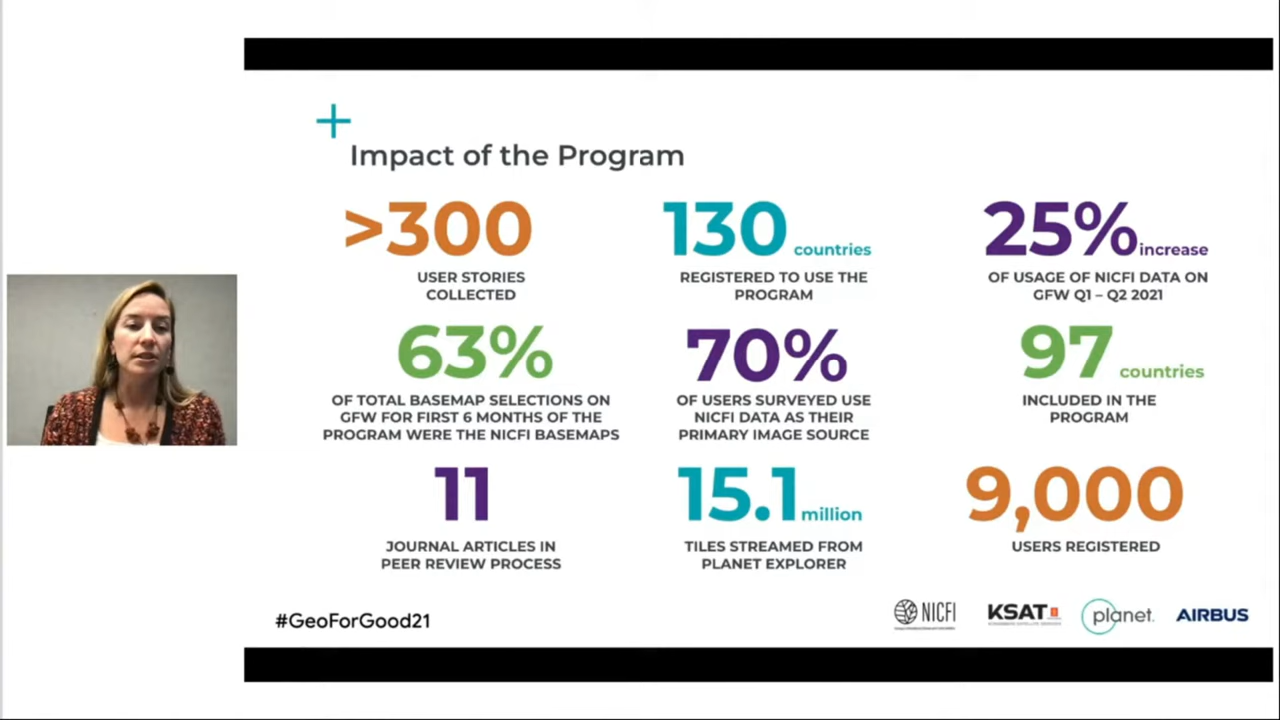 Impact of the Program
>300
USER STORIES
COLLECTED
130 countries
REGISTERED TO USE THE
PROGRAM
25% increase
OF USAGE OF NICFI DATA ON
GFW Q1 – Q2 2021
63%
OF TOTAL BASEMAP SELECTIONS ON
GFW FOR FIRST 6 MONTHS OF THE
PROGRAM WERE THE NICFI BASEMAPS
70%
OF USERS SURVEYED USE
NICFI DATA AS THEIR
PRIMARY IMAGE SOURCE
97 countries
INCLUDED IN THE
PROGRAM
11
JOURNAL ARTICLES IN
PEER REVIEW PROCESS
15.1 million
TILES STREAMED FROM
PLANET EXPLORER
9,000
USERS REGISTERED
#GeoForGood21
NICFI
KSAT
planet.
AIRBUS